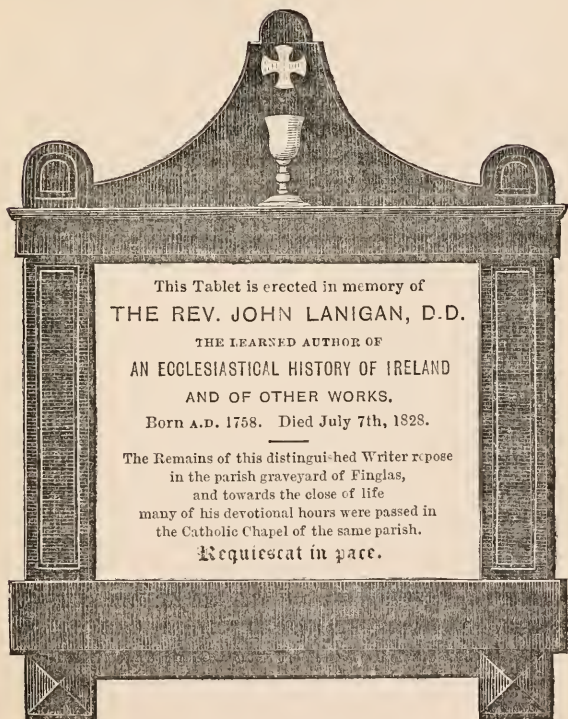 This Tablet is erected in memory of
THE REV. JOHN LANIGAN, D.D.
THE LEARNED AUTHOR OF
AN ECCLESIASTICAL HISTORY OF IRELAND
AND OF OTHER WORKS.
Born A.D. 1758. Died July 7th, 1828.
The Remains of this distinguished Writer repose
in the parish graveyard of Finglas,
and towards the close of life
many of his devotional hours were passed in
the Catholic Chapel of the same parish.
Requiescat in pace.